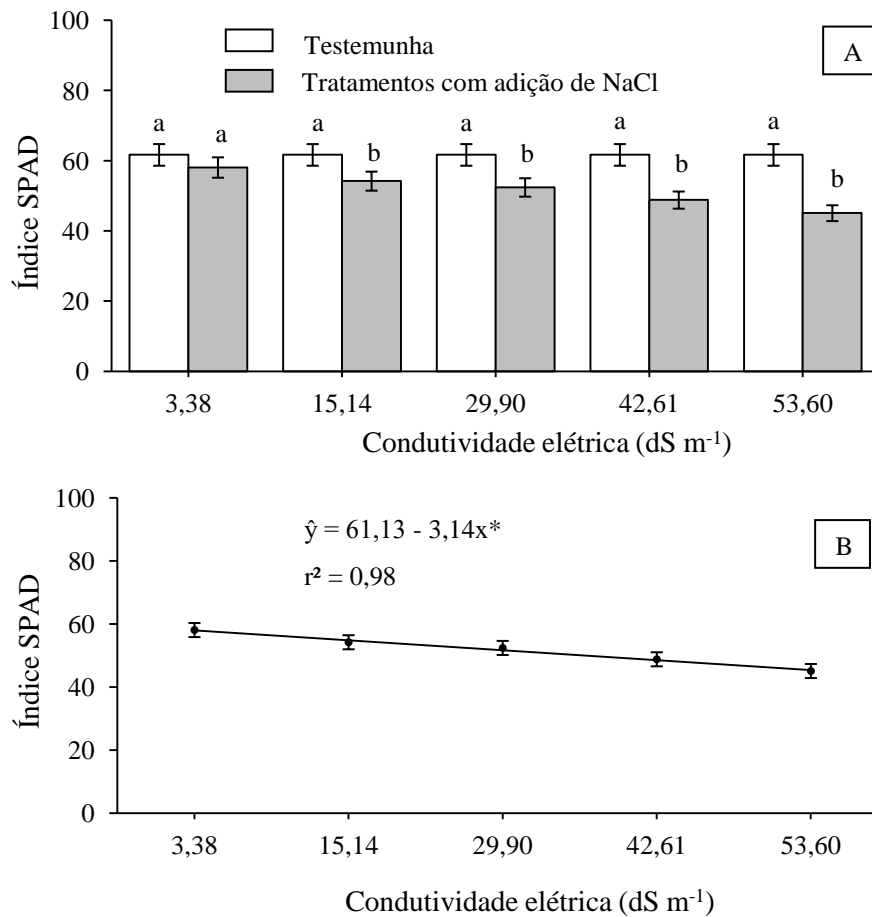 100
80
60
40
20
0
Índice SPAD
Testemunha
Tratamentos com adição de NaCl
A
a a a b a b a b a b
3,38 15,14 29,90 42,61 53,60
Condutividade elétrica (dS m⁻¹)
100
80
60
40
20
0
Índice SPAD
ŷ = 61,13 - 3,14x*
r² = 0,98
B
3,38 15,14 29,90 42,61 53,60
Condutividade elétrica (dS m⁻¹)